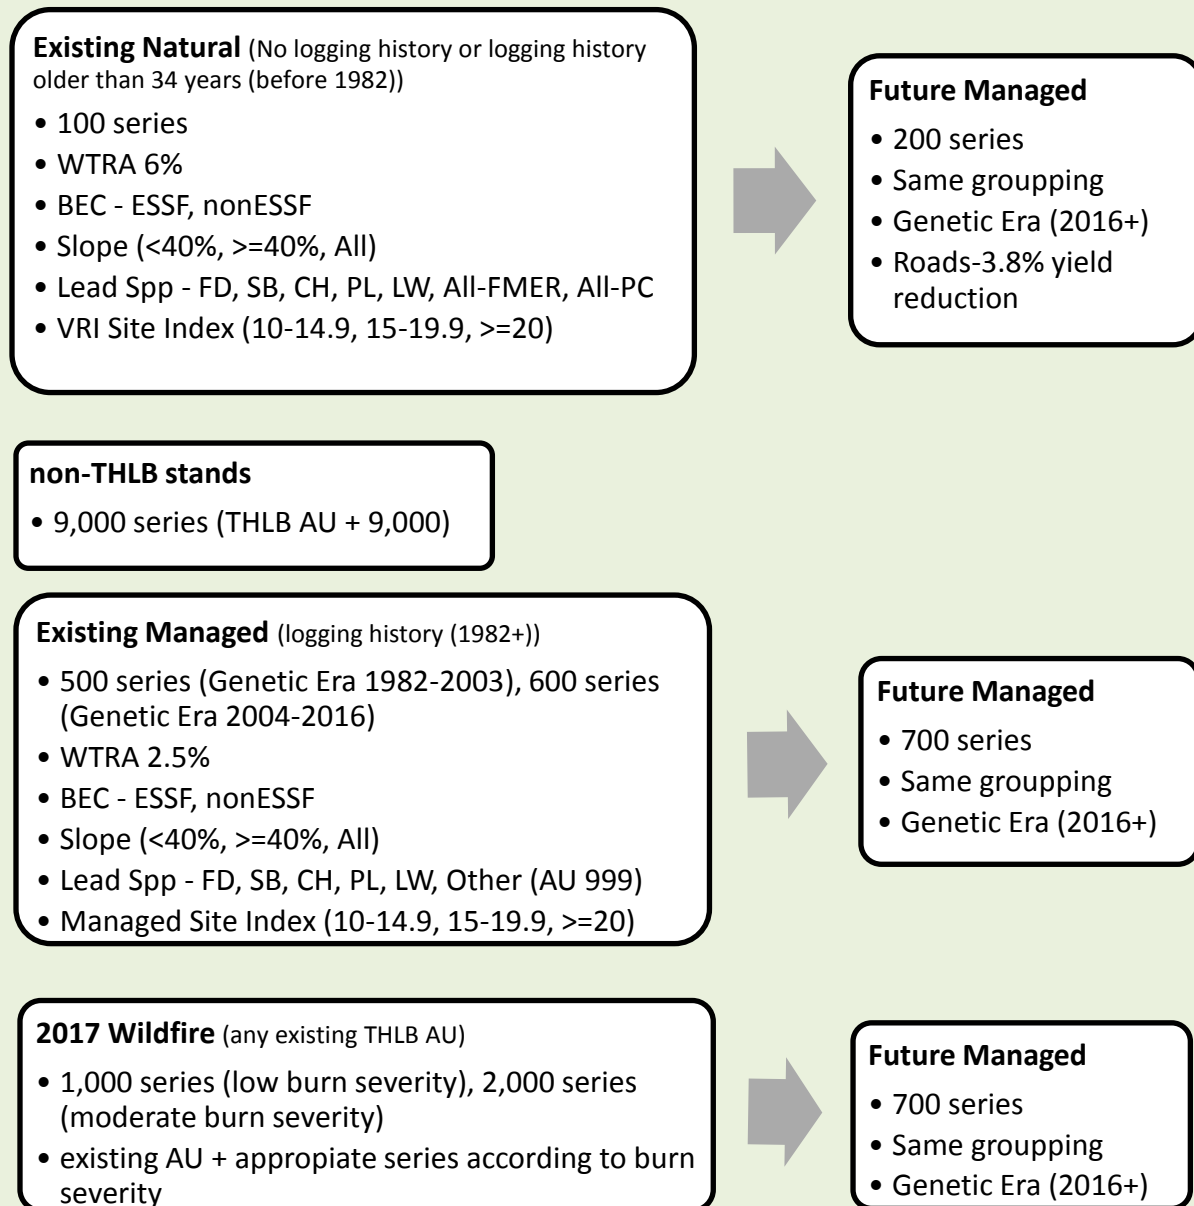 Existing Natural (No logging history or logging history
older than 34 years (before 1982))
• 100 series
• WTRA 6%
• BEC - ESSF, nonESSF
• Slope (<40%, >=40%, All)
• Lead Spp - FD, SB, CH, PL, LW, All-FMER, All-PC
• VRI Site Index (10-14.9, 15-19.9, >=20)
Future Managed
• 200 series
• Same groupping
• Genetic Era (2016+)
• Roads-3.8% yield
reduction
non-THLB stands
• 9,000 series (THLB AU + 9,000)
Existing Managed (logging history (1982+))
• 500 series (Genetic Era 1982-2003), 600 series
(Genetic Era 2004-2016)
• WTRA 2.5%
• BEC - ESSF, nonESSF
• Slope (<40%, >=40%, All)
• Lead Spp - FD, SB, CH, PL, LW, Other (AU 999)
• Managed Site Index (10-14.9, 15-19.9, >=20)
Future Managed
• 700 series
• Same groupping
• Genetic Era (2016+)
2017 Wildfire (any existing THLB AU)
• 1,000 series (low burn severity), 2,000 series
(moderate burn severity)
• existing AU + appropiate series according to burn
severity
Future Managed
• 700 series
• Same groupping
• Genetic Era (2016+)